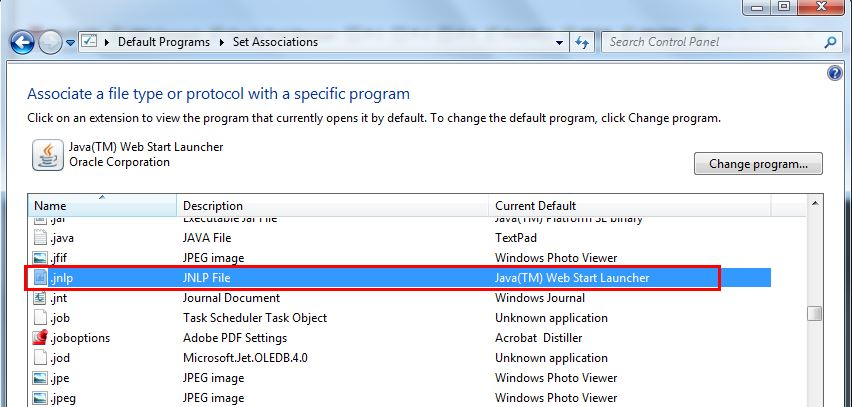 Default Programs Set Associations Search Control Panel
Associate a file type or protocol with a specific program
Click on an extension to view the program that currently opens it by default. To change the default program, click Change program.
Java(TM) Web Start Launcher
Oracle Corporation
Change program...
Name Description Current Default
.jar Executable Jar File Java(TM) Platform SE binary
.java JAVA File TextPad
.jfif JPEG image Windows Photo Viewer
.jnlp JNLP File Java(TM) Web Start Launcher
.jnt Journal Document Windows Journal
.job Task Scheduler Task Object Unknown application
.joboptions Adobe PDF Settings Acrobat Distiller
.jod Microsoft.Jet.OLEDB.4.0 Unknown application
.jpe JPEG image Windows Photo Viewer
.jpeg JPEG image Windows Photo Viewer